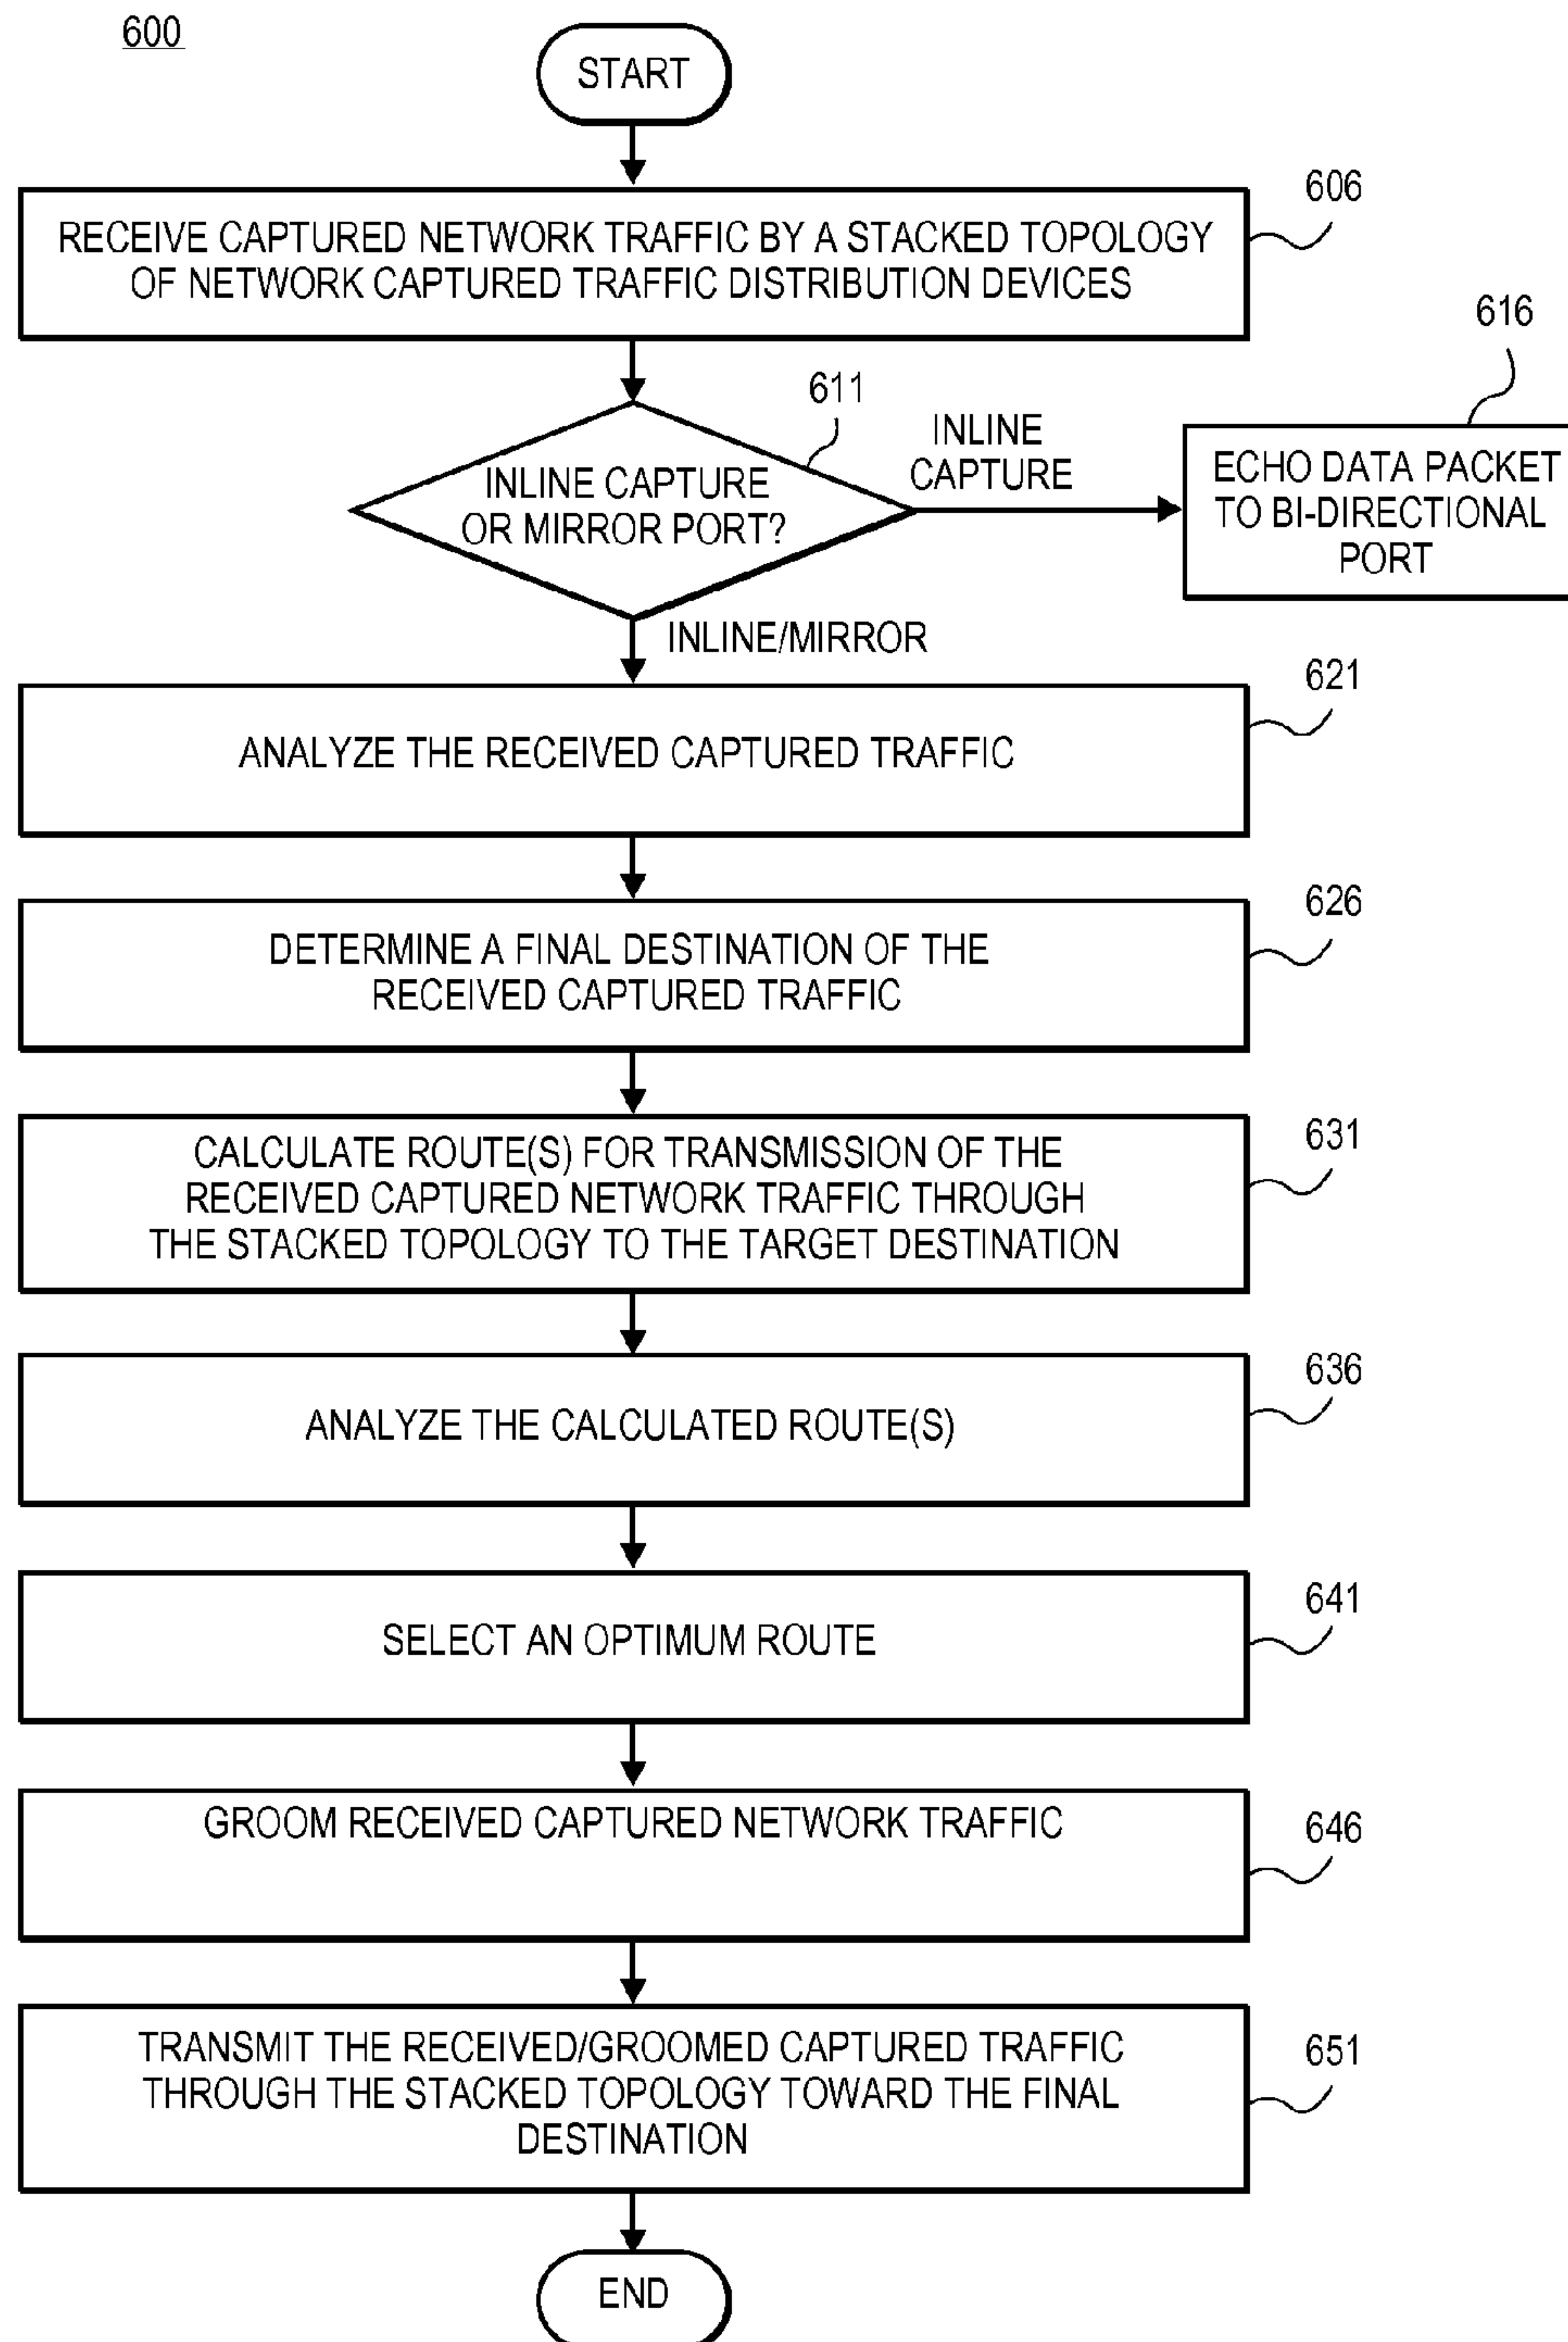 600
START
606
RECEIVE CAPTURED NETWORK TRAFFIC BY A STACKED TOPOLOGY
OF NETWORK CAPTURED TRAFFIC DISTRIBUTION DEVICES
616
611
INLINE
CAPTURE
INLINE CAPTURE
OR MIRROR PORT?
ECHO DATA PACKET
TO BI-DIRECTIONAL
PORT
INLINE/MIRROR
621
ANALYZE THE RECEIVED CAPTURED TRAFFIC
626
DETERMINE A FINAL DESTINATION OF THE
RECEIVED CAPTURED TRAFFIC
631
CALCULATE ROUTE(S) FOR TRANSMISSION OF THE
RECEIVED CAPTURED NETWORK TRAFFIC THROUGH
THE STACKED TOPOLOGY TO THE TARGET DESTINATION
636
ANALYZE THE CALCULATED ROUTE(S)
641
SELECT AN OPTIMUM ROUTE
646
GROOM RECEIVED CAPTURED NETWORK TRAFFIC
651
TRANSMIT THE RECEIVED/GROOMED CAPTURED TRAFFIC
THROUGH THE STACKED TOPOLOGY TOWARD THE FINAL
DESTINATION
END